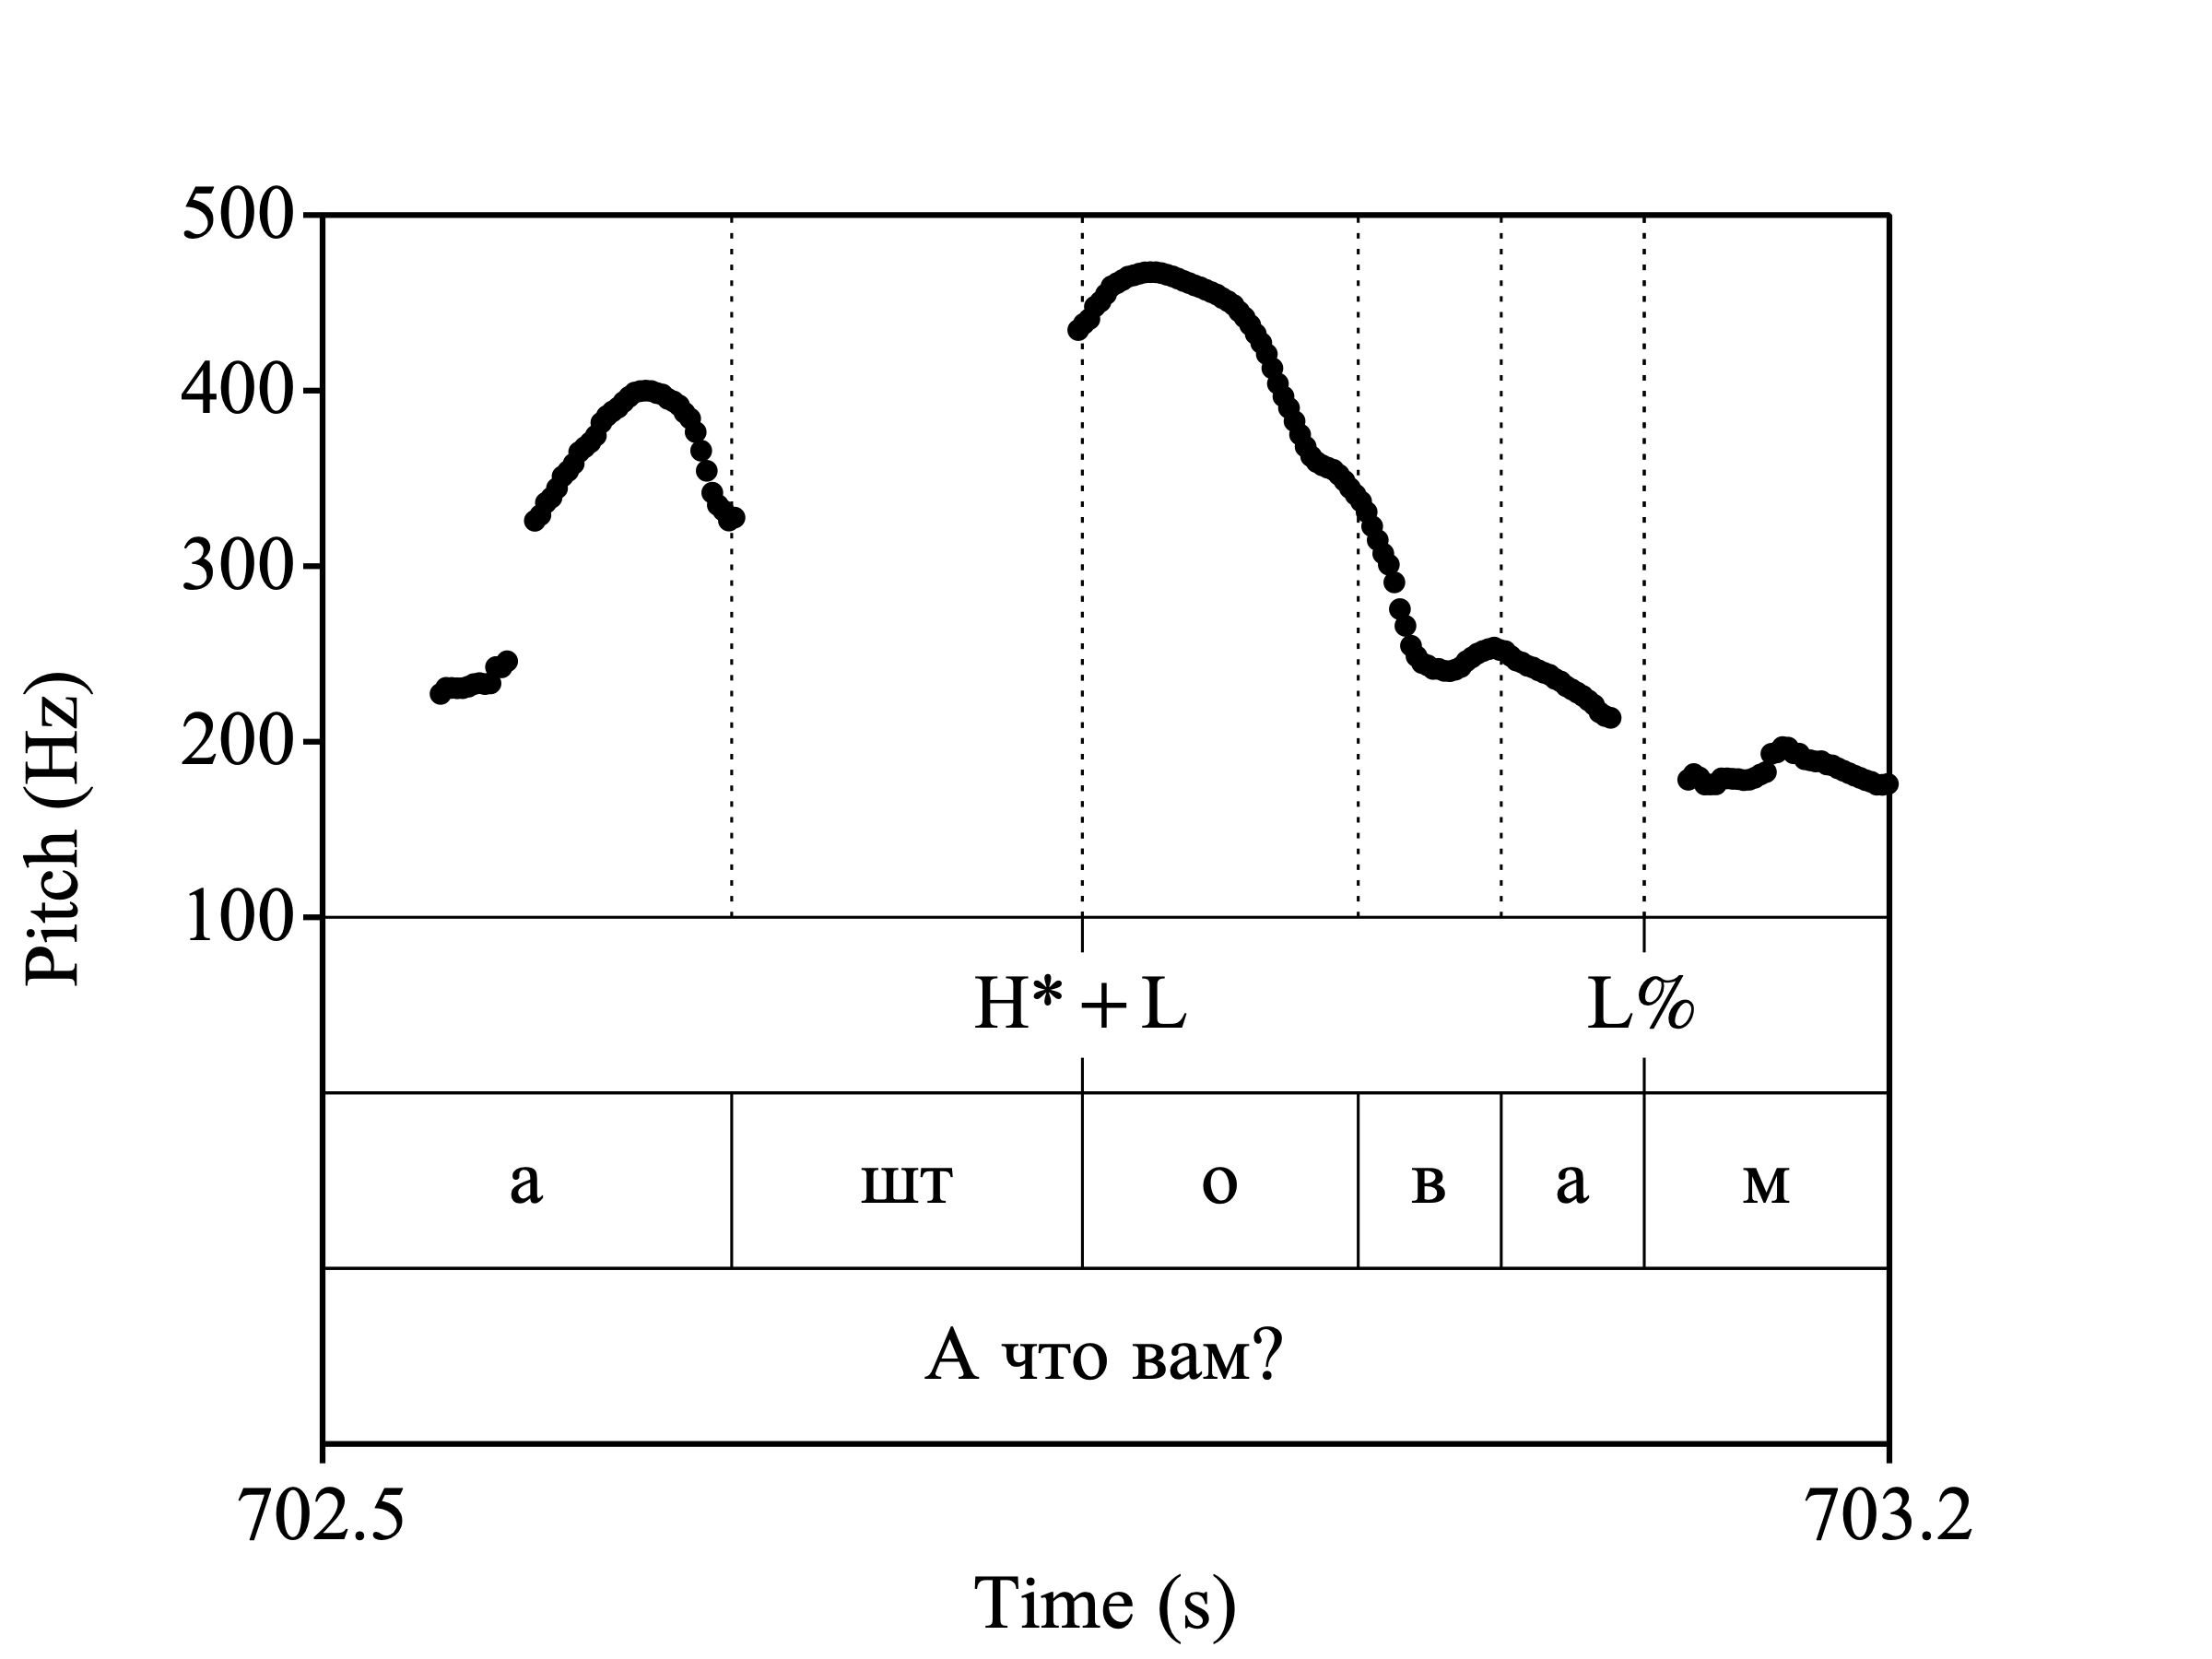 500
400
300
200
100
Pitch (Hz)
H* + L L%
а шт о в а м
А что вам?
702.5 703.2
Time (s)